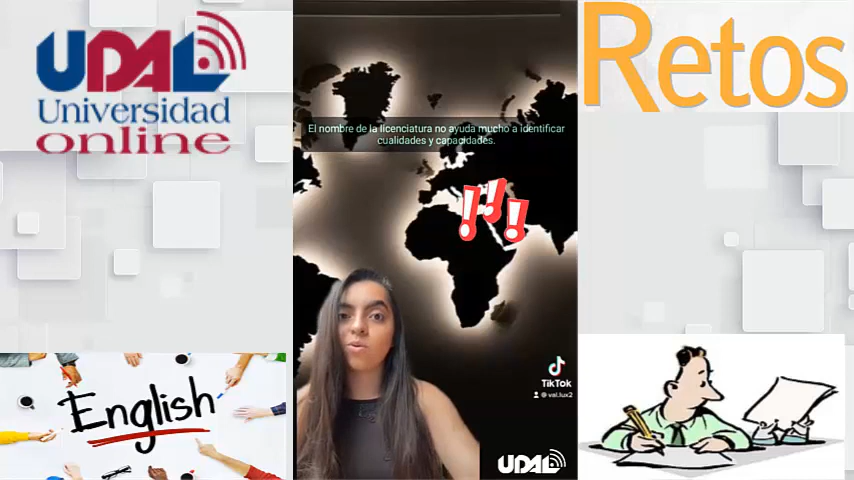 UDAL
Universidad
online
English
El nombre de la licenciatura no ayuda mucho a identificar
cualidades y capacidades.
!!!
TikTok
@ val.lux2
UDAL
Retos